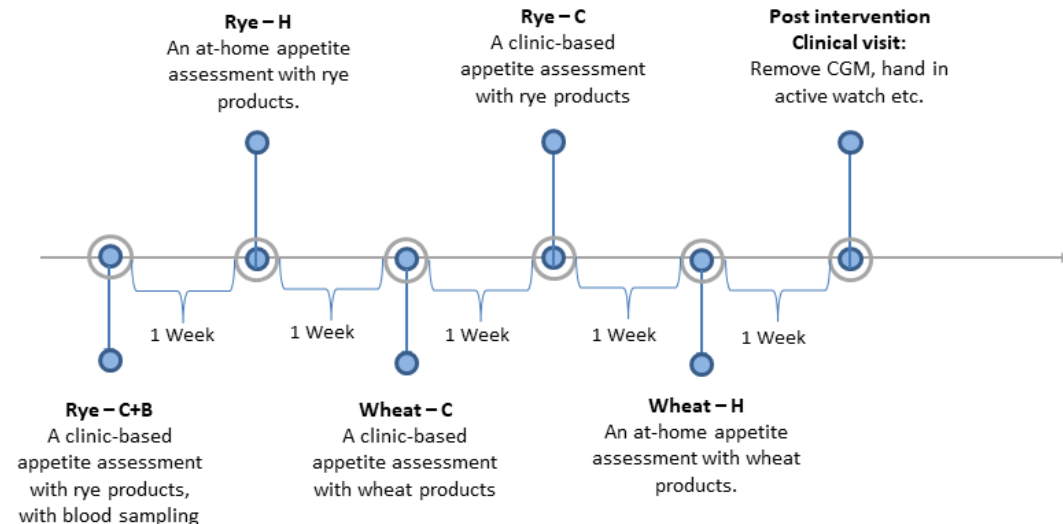 Rye – H
An at-home appetite
assessment with rye
products.
Rye – C
A clinic-based
appetite assessment
with rye products
Post intervention
Clinical visit:
Remove CGM, hand in
active watch etc.
1 Week
1 Week
1 Week
1 Week
1 Week
Rye – C+B
A clinic-based
appetite assessment
with rye products,
with blood sampling
Wheat – C
A clinic-based
appetite assessment
with wheat products
Wheat – H
An at-home appetite
assessment with wheat
products.